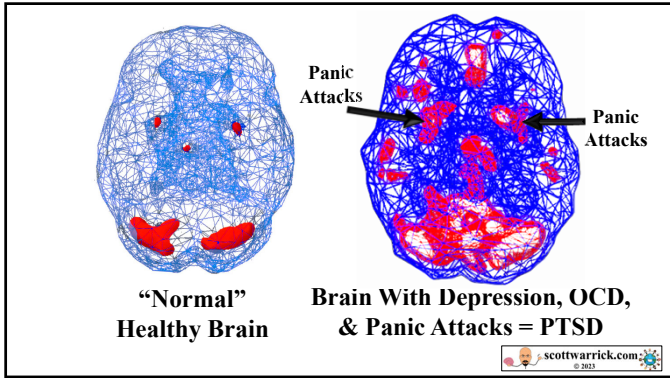 Panic
Attacks
Panic
Attacks
“Normal”
Healthy Brain
Brain With Depression, OCD,
& Panic Attacks = PTSD
scottwarrick.com
© 2023